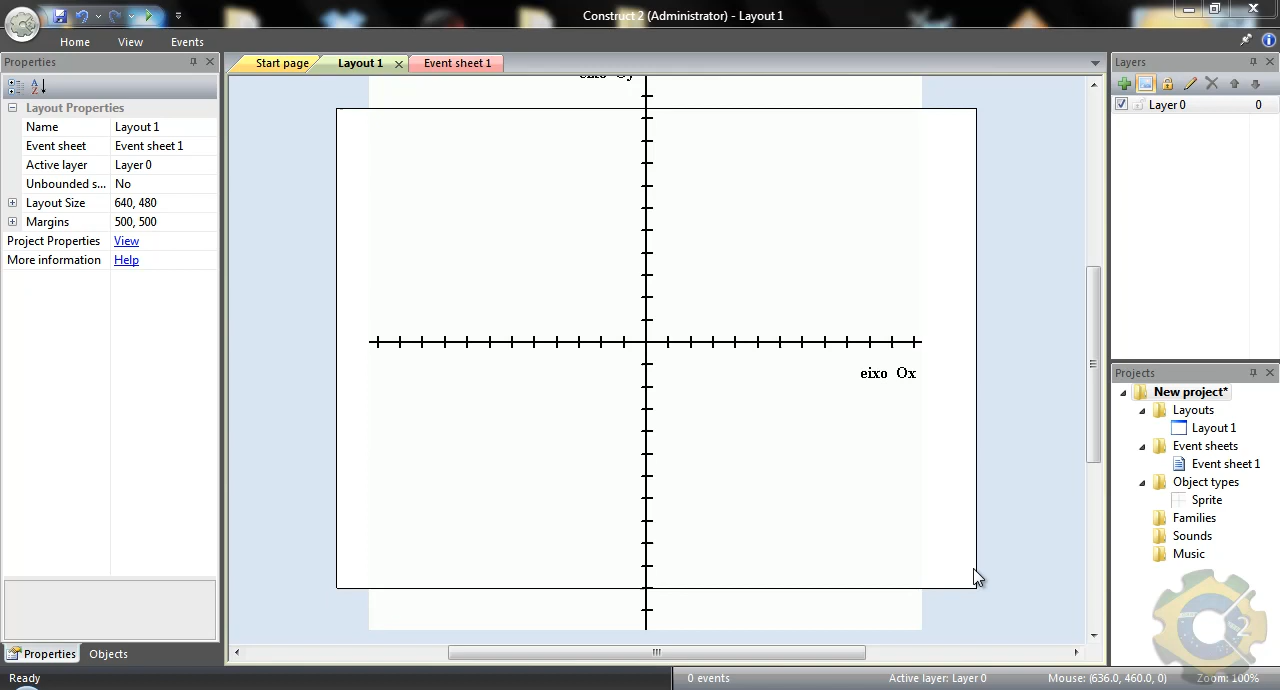 Construct 2 (Administrator) - Layout 1
Home View Events
Properties
Start page Layout 1 Event sheet 1
Layers
Layout Properties
Name Layout 1
Event sheet Event sheet 1
Active layer Layer 0
Unbounded s... No
Layout Size 640, 480
Margins 500, 500
Project Properties View
More information Help
Layer 0 0
eixo Oy
eixo Ox
Projects
New project*
Layouts
Layout 1
Event sheets
Event sheet 1
Object types
Sprite
Families
Sounds
Music
2
Properties Objects
Ready
0 events
Active layer: Layer 0
Mouse: (636.0, 460.0, 0)
Zoom: 100%